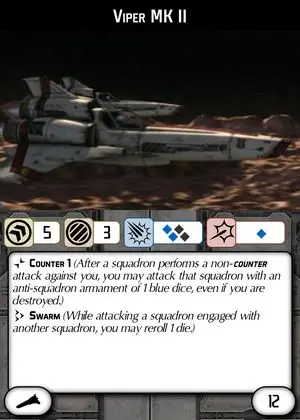 Viper MK II
5 3
Counter 1 (After a squadron performs a non-counter
attack against you, you may attack that squadron with an
anti-squadron armament of 1 blue dice, even if you are
destroyed.)
Swarm (While attacking a squadron engaged with
another squadron, you may reroll 1 die.)
12